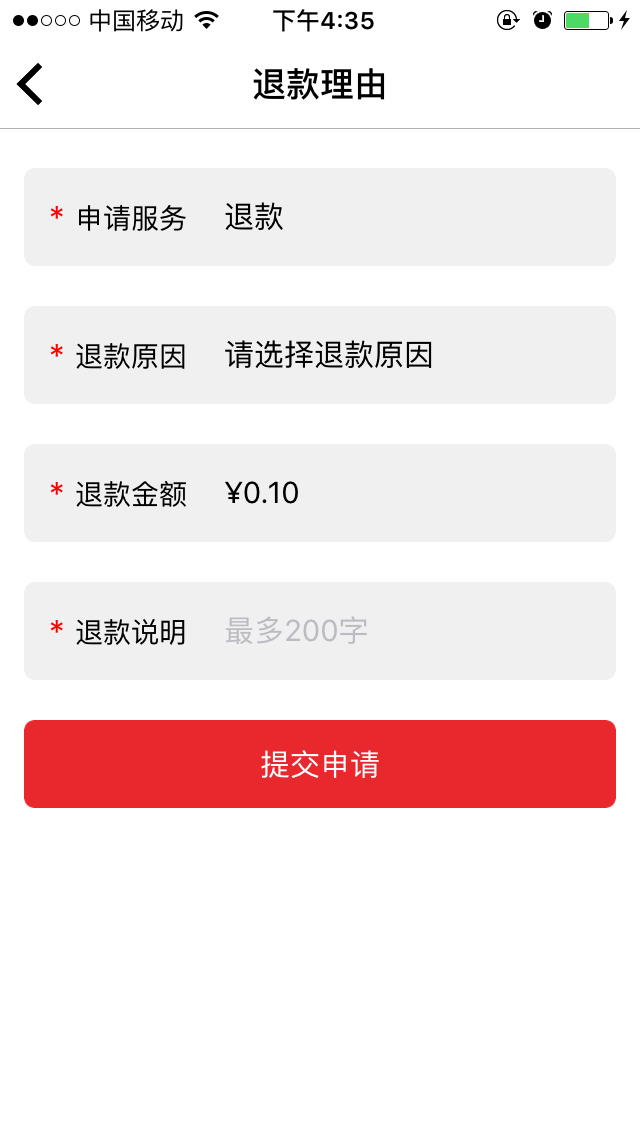 中国移动 下午4:35
退款理由
* 申请服务 退款
* 退款原因 请选择退款原因
* 退款金额 ¥0.10
* 退款说明 最多200字
提交申请